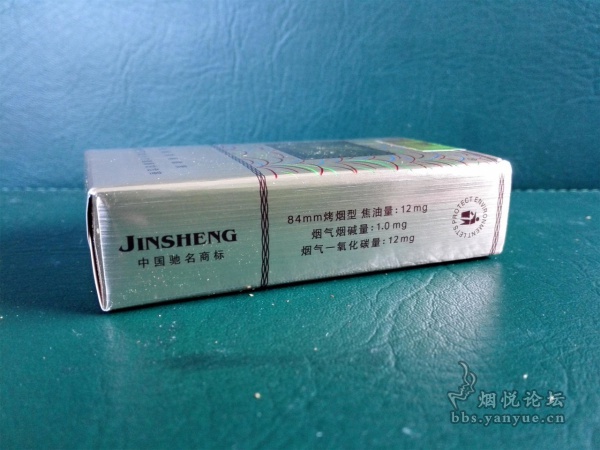 JINSHENG
中国驰名商标
84mm烤烟型 焦油量:12mg
烟气烟碱量:1.0mg
烟气一氧化碳量:12mg
PROTECT ENVIRONMENT LET'S
烟悦论坛
bbs.yanyue.cn